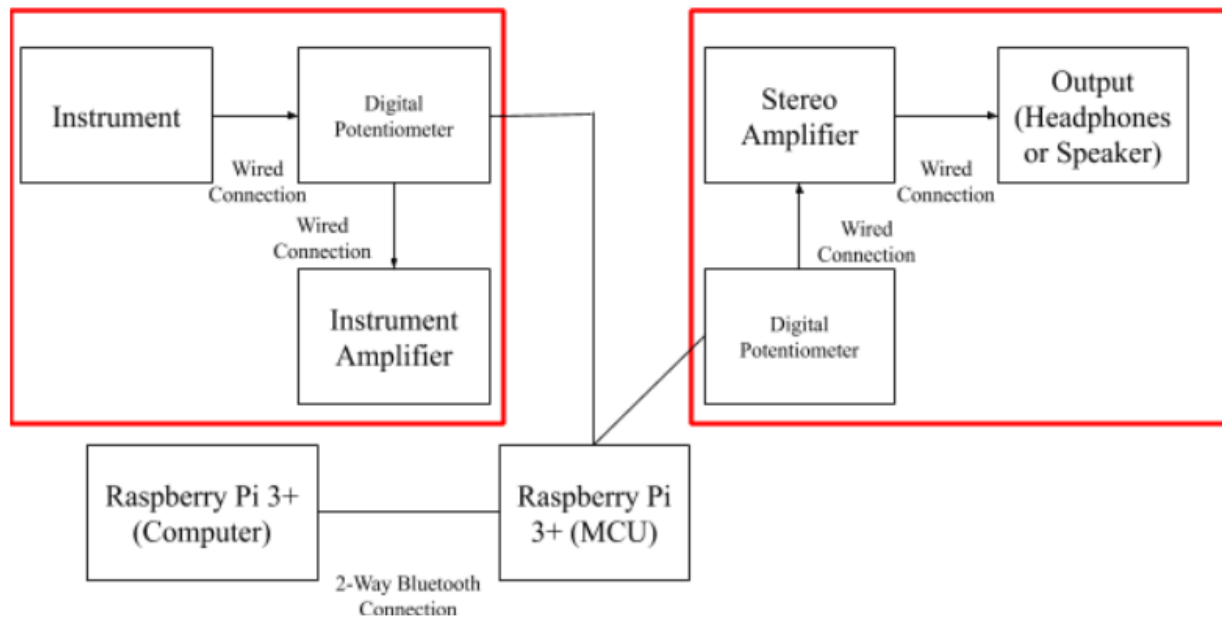 Instrument
Digital
Potentiometer
Wired
Connection
Wired
Connection
Instrument
Amplifier
Stereo
Amplifier
Output
(Headphones
or Speaker)
Wired
Connection
Wired
Connection
Digital
Potentiometer
Raspberry Pi 3+
(Computer)
Raspberry Pi
3+ (MCU)
2-Way Bluetooth
Connection